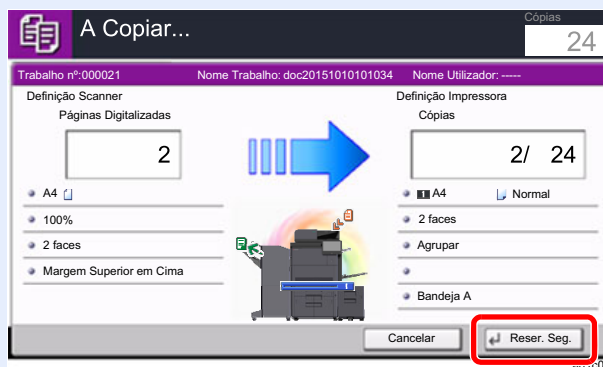 A Copiar...
Cópias
24
Trabalho nº:000021 Nome Trabalho: doc20151010101034 Nome Utilizador: -----
Definição Scanner
Páginas Digitalizadas
2
A4
100%
2 faces
Margem Superior em Cima
Definição Impressora
Cópias
2/ 24
1 A4 Normal
2 faces
Agrupar
Bandeja A
1
Cancelar
Reser. Seg.